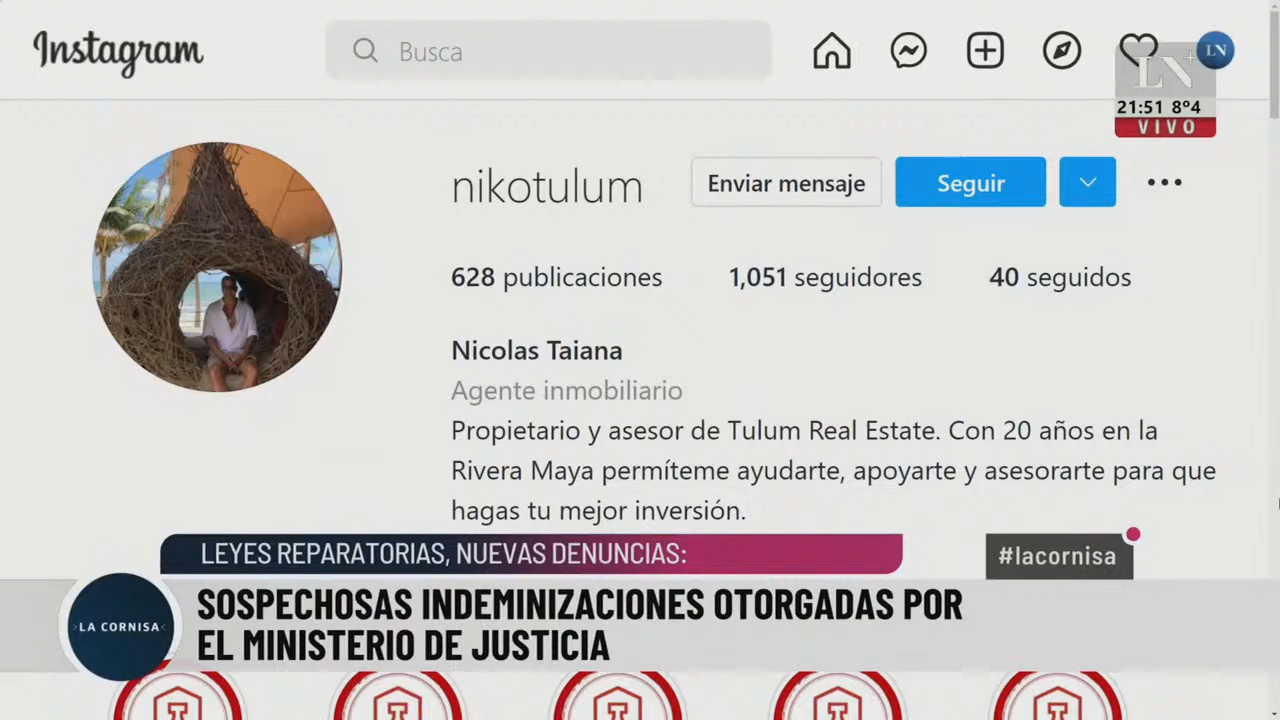 Instagram
Busca
LN
LN+
21:51 8º4
VIVO
nikotulum
Enviar mensaje
Seguir
628 publicaciones
1,051 seguidores
40 seguidos
Nicolas Taiana
Agente inmobiliario
Propietario y asesor de Tulum Real Estate. Con 20 años en la
Rivera Maya permíteme ayudarte, apoyarte y asesorarte para que
hagas tu mejor inversión.
LEYES REPARATORIAS, NUEVAS DENUNCIAS:
#lacornisa
>LA CORNISA<
SOSPECHOSAS INDEMINIZACIONES OTORGADAS POR
EL MINISTERIO DE JUSTICIA